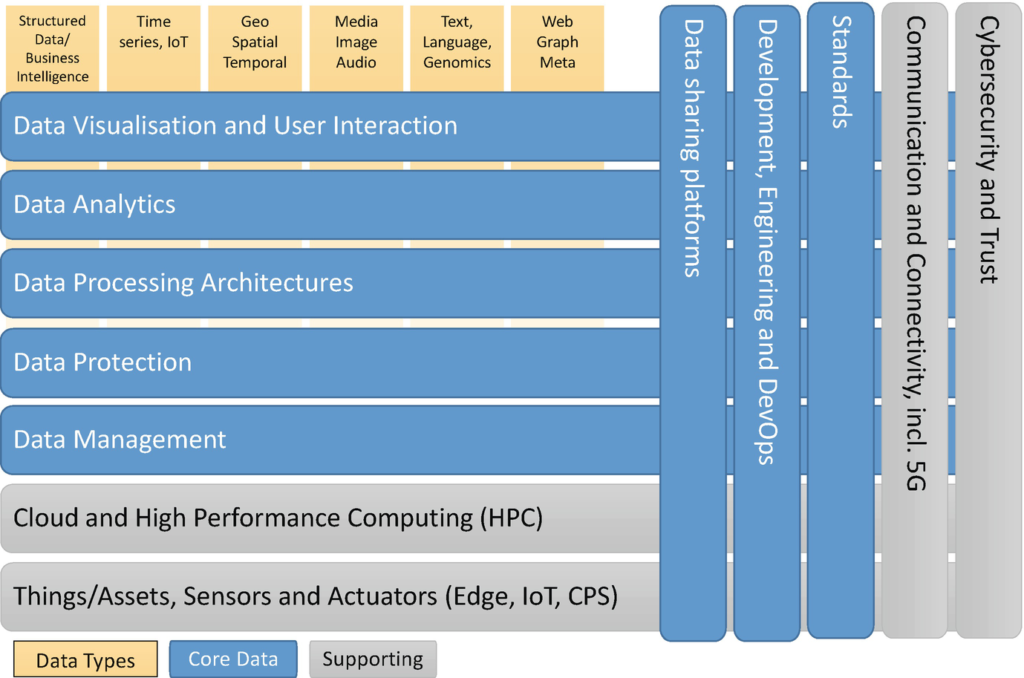 Structured
Data/
Business
Intelligence
Time
series, IoT
Geo
Spatial
Temporal
Media
Image
Audio
Text,
Language,
Genomics
Web
Graph
Meta
Data Visualisation and User Interaction
Data Analytics
Data Processing Architectures
Data Protection
Data Management
Cloud and High Performance Computing (HPC)
Things/Assets, Sensors and Actuators (Edge, IoT, CPS)
Data sharing platforms
Development, Engineering and DevOps
Standards
Communication and Connectivity, incl. 5G
Cybersecurity and Trust
Data Types
Core Data
Supporting